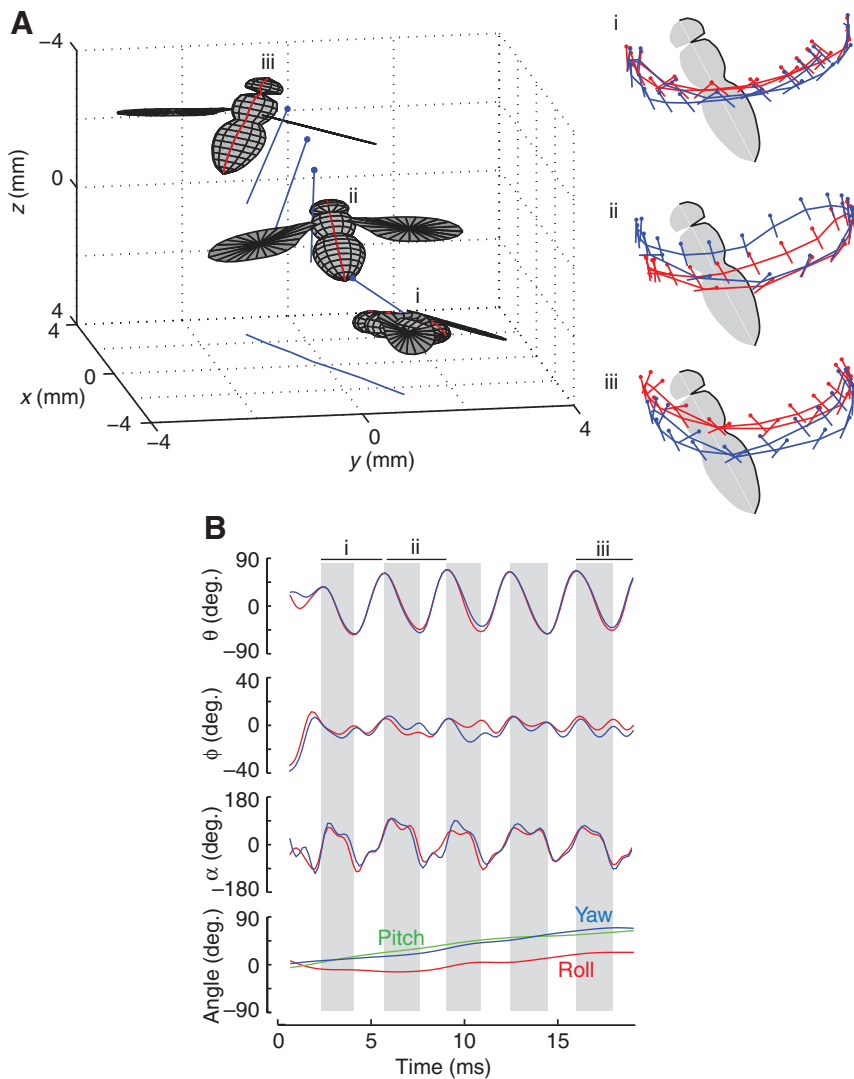 A
−4
0
4
z (mm)
4
0
−4
x (mm)
−4
0
4
y (mm)
iii
ii
i
i
ii
iii
B
i
ii
iii
90
0
−90
θ (deg.)
40
0
−40
ϕ (deg.)
180
0
−180
α (deg.)
90
0
−90
Angle (deg.)
Pitch
Yaw
Roll
0
5
10
15
Time (ms)